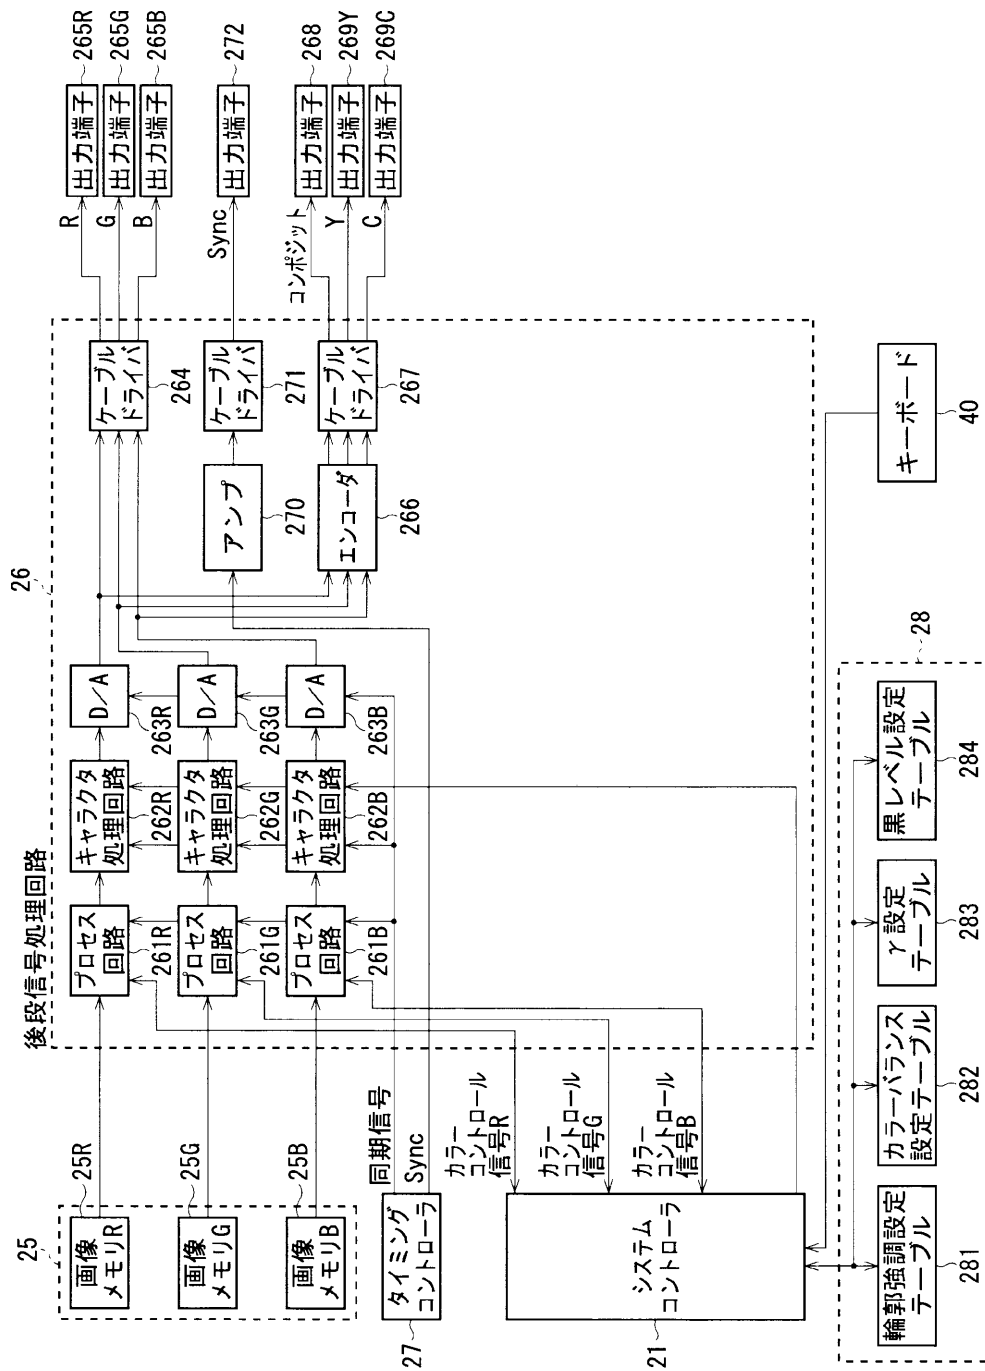 後段信号処理回路
26
25
画像
メモリR
25R
画像
メモリG
25G
画像
メモリB
25B
プロセス
回路
261R
プロセス
回路
261G
プロセス
回路
261B
キャラクタ
処理回路
262R
キャラクタ
処理回路
262G
キャラクタ
処理回路
262B
D/A
263R
D/A
263G
D/A
263B
ケーブル
ドライバ
264
R
G
B
出力端子
265R
出力端子
265G
出力端子
265B
アンプ
270
ケーブル
ドライバ
271
Sync
出力端子
272
エンコーダ
266
ケーブル
ドライバ
267
コンポジット
Y
C
出力端子
268
出力端子
269Y
出力端子
269C
タイミング
コントローラ
27
同期信号
Sync
システム
コントローラ
21
カラー
コントロール
信号R
カラー
コントロール
信号G
カラー
コントロール
信号B
キーボード
40
28
輪郭強調設定
テーブル
281
カラーバランス
設定テーブル
282
γ設定
テーブル
283
黒レベル設定
テーブル
284